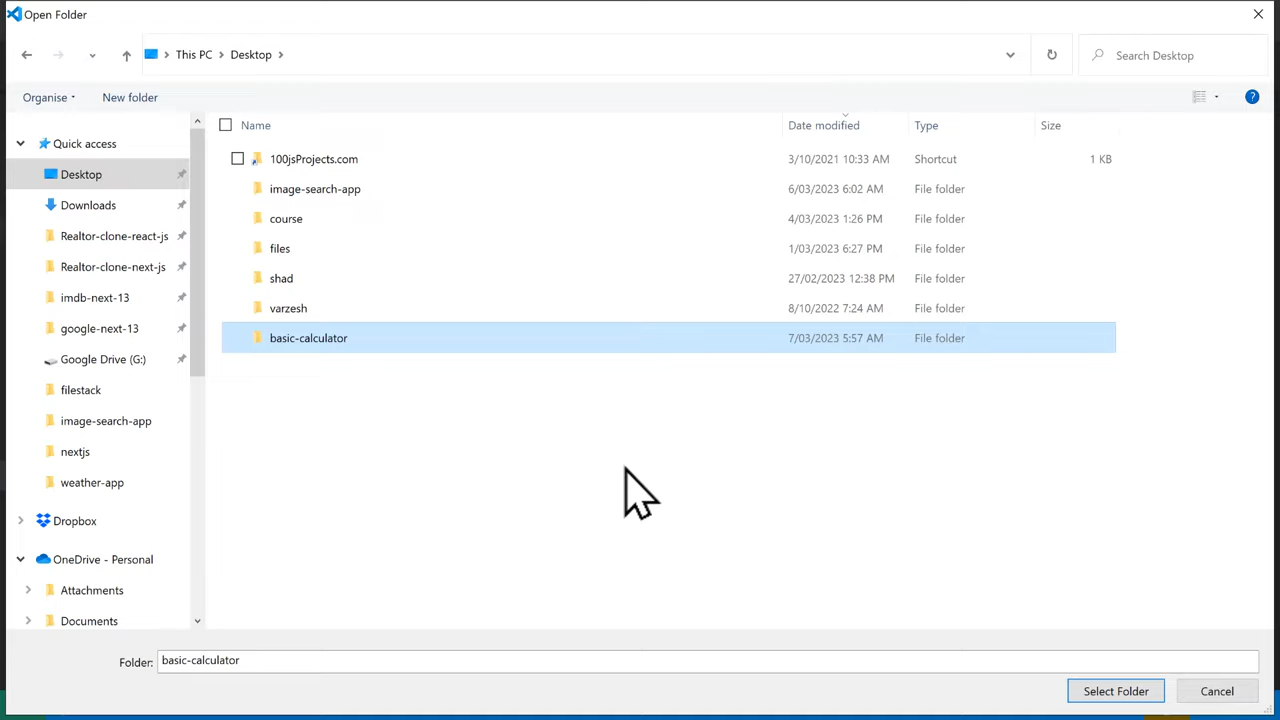 Open Folder
This PC Desktop
Search Desktop
Organise New folder
Name Date modified Type Size
Quick access
Desktop
Downloads
Realtor-clone-react-js
Realtor-clone-next-js
imdb-next-13
google-next-13
Google Drive (G:)
filestack
image-search-app
nextjs
weather-app
Dropbox
OneDrive - Personal
Attachments
Documents
100jsProjects.com 3/10/2021 10:33 AM Shortcut 1 KB
image-search-app 6/03/2023 6:02 AM File folder
course 4/03/2023 1:26 PM File folder
files 1/03/2023 6:27 PM File folder
shad 27/02/2023 12:38 PM File folder
varzesh 8/10/2022 7:24 AM File folder
basic-calculator 7/03/2023 5:57 AM File folder
Folder: basic-calculator
Select Folder Cancel